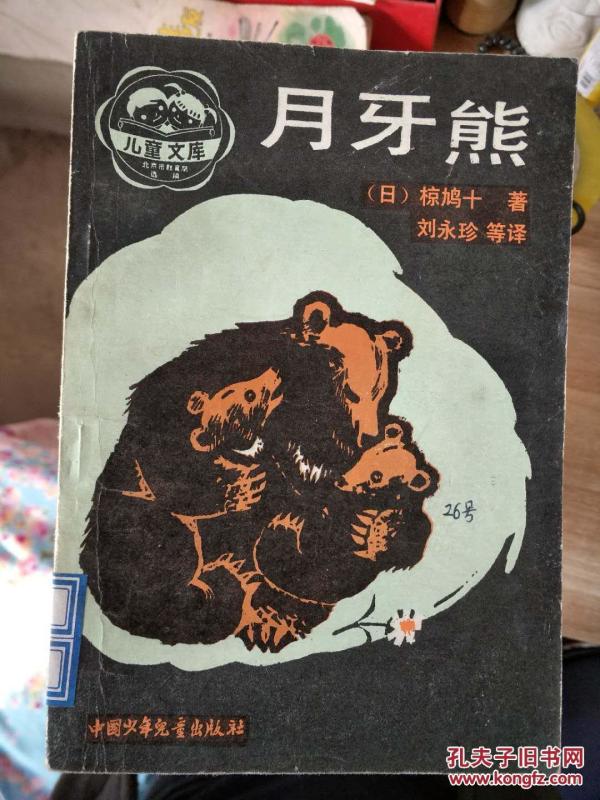 月牙熊
儿童文库
北京市教育局
选编
（日）椋鸠十 著
刘永珍 等译
26号
中国少年儿童出版社
孔夫子旧书网
www.kongfz.com